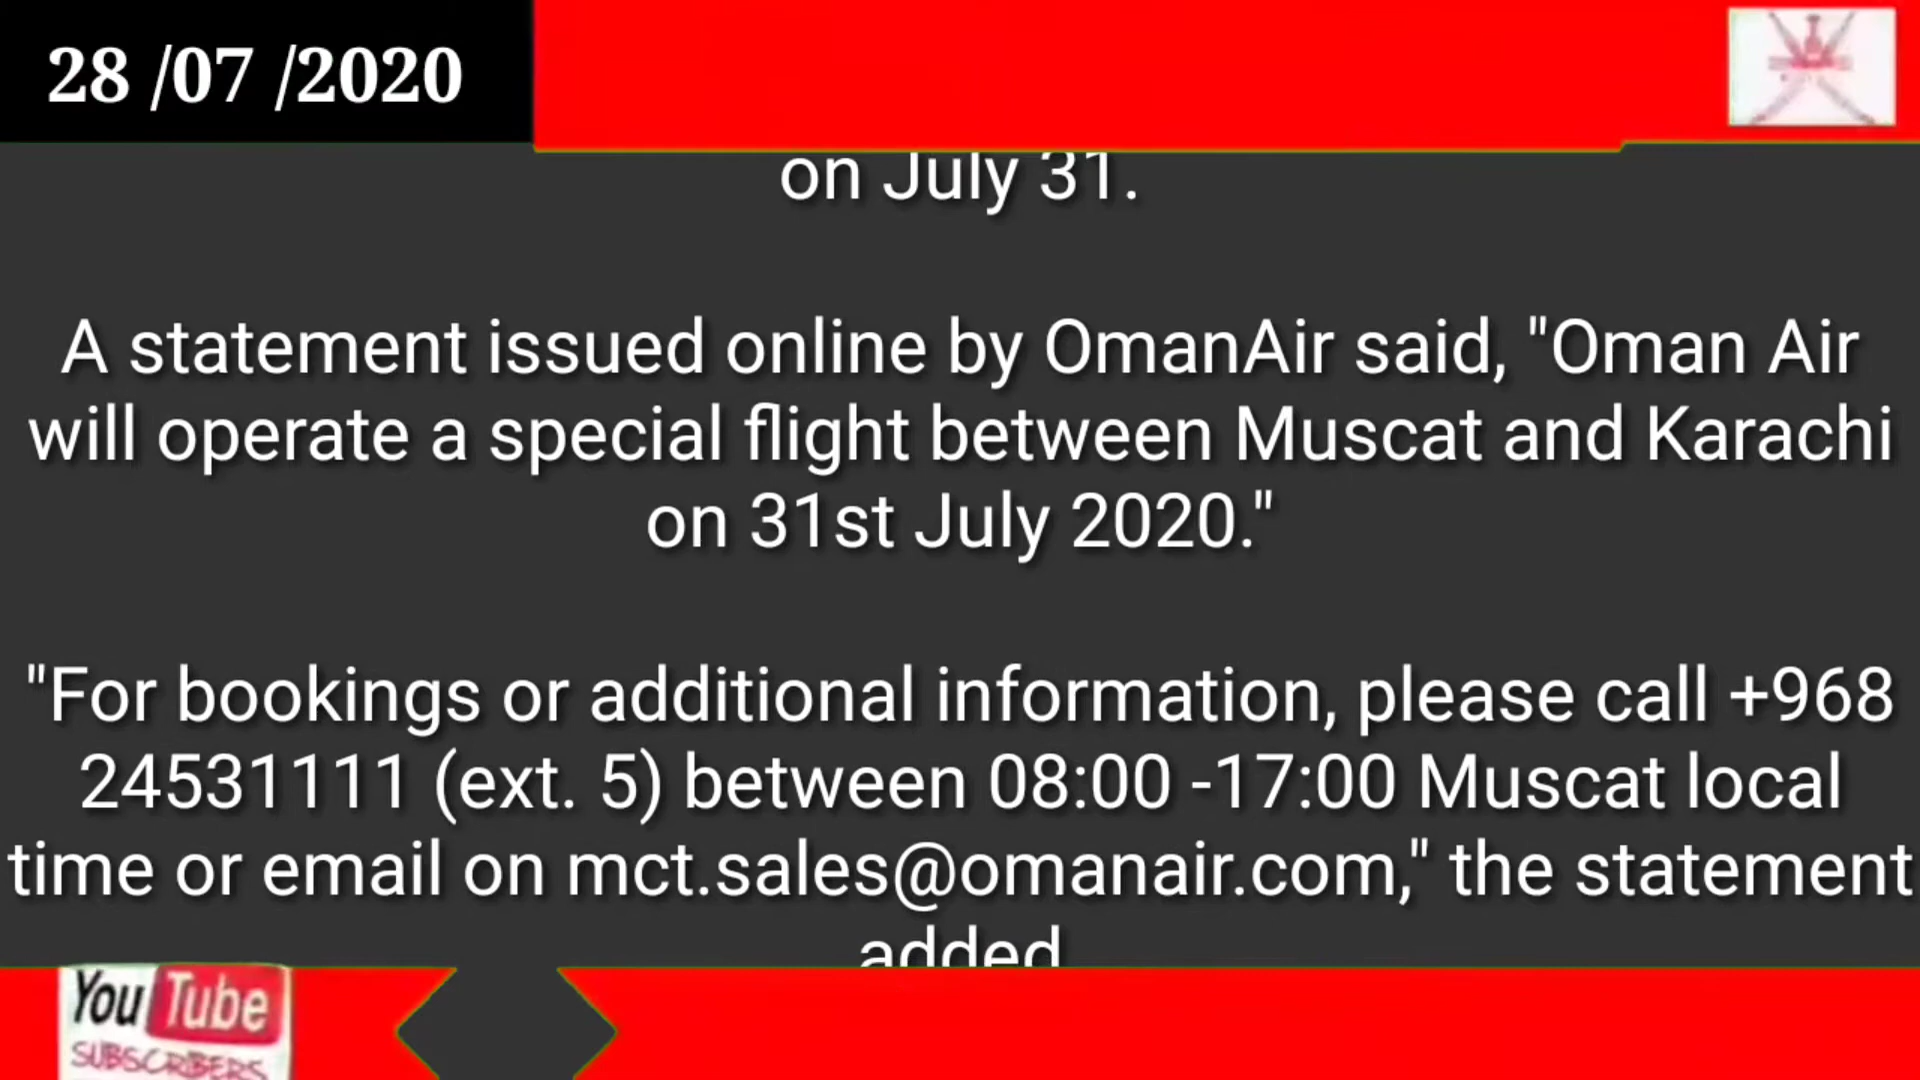 28 /07 /2020
on July 31.
A statement issued online by OmanAir said, "Oman Air
will operate a special flight between Muscat and Karachi
on 31st July 2020."
"For bookings or additional information, please call +968
24531111 (ext. 5) between 08:00 -17:00 Muscat local
time or email on mct.sales@omanair.com," the statement
added
You Tube
SUBSCRIBERS